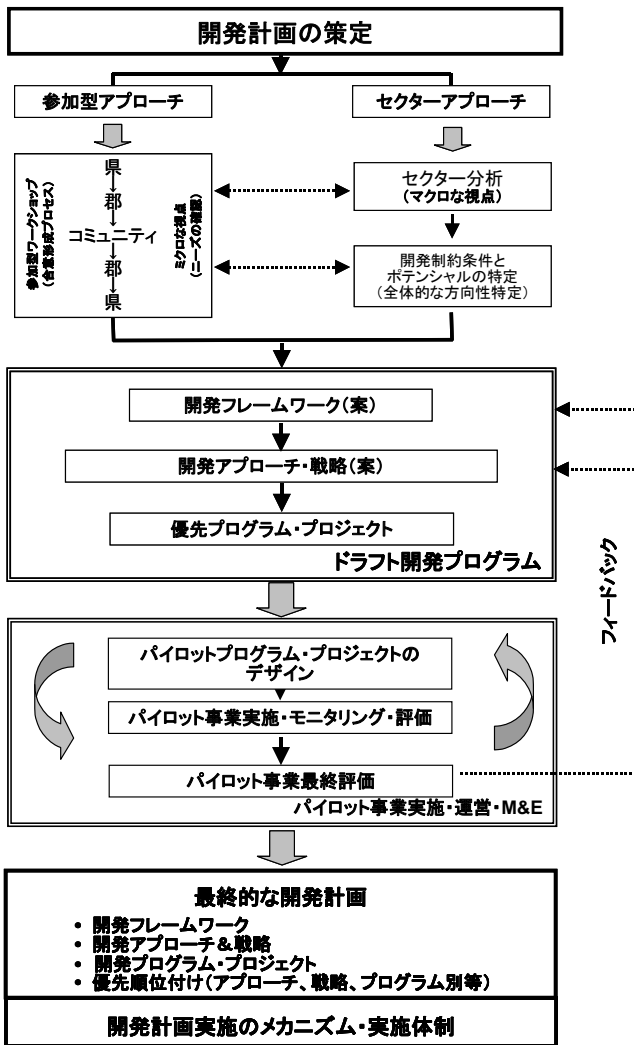 開発計画の策定
参加型アプローチ
セクターアプローチ
参加型ワークショップ
(合意形成プロセス)
県
↓
郡
↓
コミュニティ
↓
郡
↓
県
ミクロな視点
(ニーズの確認)
セクター分析
(マクロな視点)
開発制約条件と
ポテンシャルの特定
(全体的な方向性特定)
開発フレームワーク(案)
開発アプローチ・戦略(案)
優先プログラム・プロジェクト
ドラフト開発プログラム
フィードバック
パイロットプログラム・プロジェクトの
デザイン
パイロット事業実施・モニタリング・評価
パイロット事業最終評価
パイロット事業実施・運営・M&E
最終的な開発計画
• 開発フレームワーク
• 開発アプローチ&戦略
• 開発プログラム・プロジェクト
• 優先順位付け(アプローチ、戦略、プログラム別等)
開発計画実施のメカニズム・実施体制